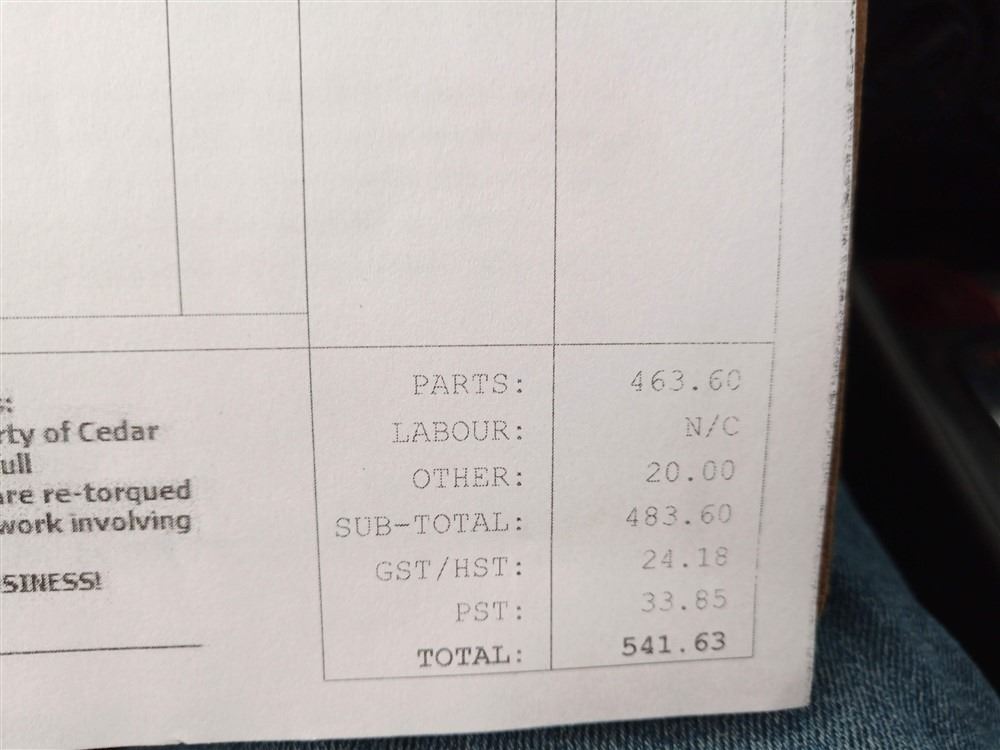 s:
rty of Cedar
ull
are re-torqued
work involving
SINESS!
PARTS: 463.60
LABOUR: N/C
OTHER: 20.00
SUB-TOTAL: 483.60
GST/HST: 24.18
PST: 33.85
TOTAL: 541.63